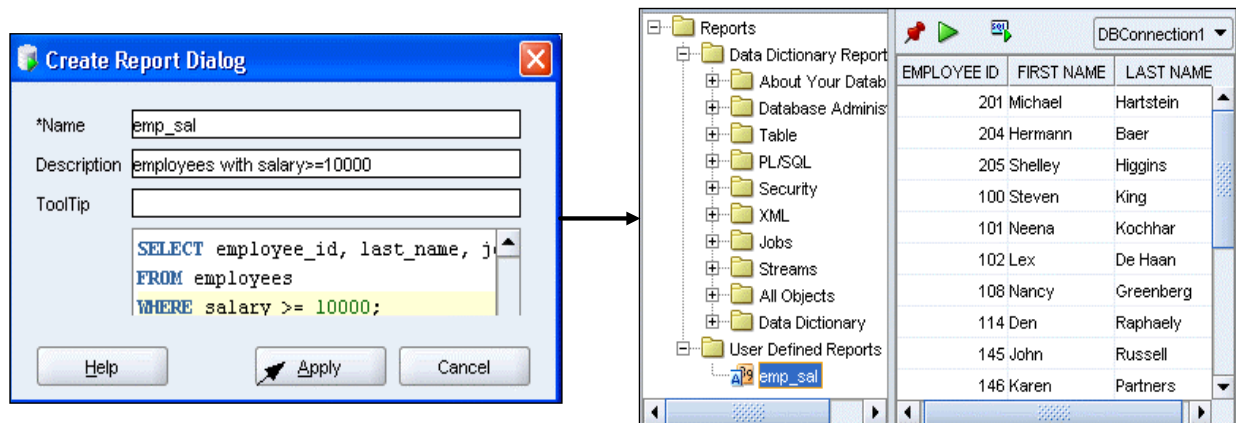 Create Report Dialog
*Name emp_sal
Description employees with salary>=10000
ToolTip
SELECT employee_id, last_name, j
FROM employees
WHERE salary >= 10000;
Help Apply Cancel
Reports
Data Dictionary Report
About Your Datab
Database Adminis
Table
PL/SQL
Security
XML
Jobs
Streams
All Objects
Data Dictionary
User Defined Reports
emp_sal
SQL DBConnection1
EMPLOYEE ID FIRST NAME LAST NAME
201 Michael Hartstein
204 Hermann Baer
205 Shelley Higgins
100 Steven King
101 Neena Kochhar
102 Lex De Haan
108 Nancy Greenberg
114 Den Raphaely
145 John Russell
146 Karen Partners